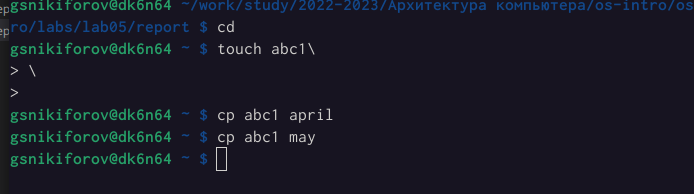 gsnikiforov@dk6n64 ~/work/study/2022-2023/Архитектура компьютера/os-intro/os
ro/labs/lab05/report $ cd
gsnikiforov@dk6n64 ~ $ touch abc1\
> \
>
gsnikiforov@dk6n64 ~ $ cp abc1 april
gsnikiforov@dk6n64 ~ $ cp abc1 may
gsnikiforov@dk6n64 ~ $